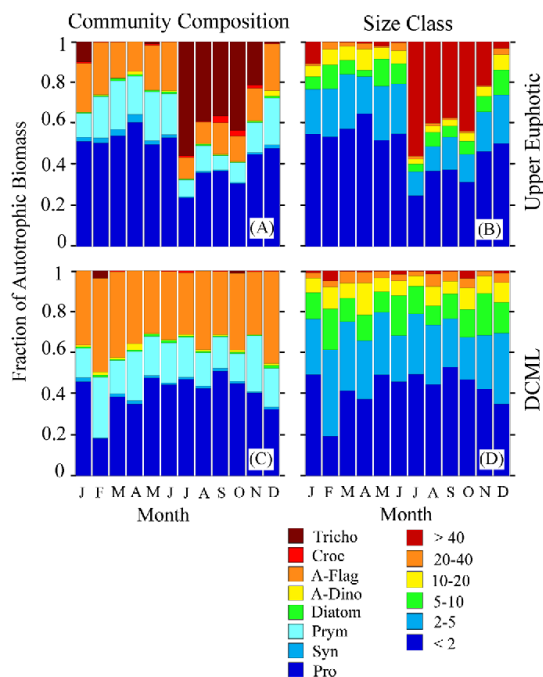 Community Composition
Size Class
Fraction of Autotrophic Biomass
1
0.8
0.6
0.4
0.2
0
(A)
(B)
Upper Euphotic
1
0.8
0.6
0.4
0.2
0
(C)
(D)
DCML
J F M A M J J A S O N D
J F M A M J J A S O N D
Month
Month
Tricho
Croc
A-Flag
A-Dino
Diatom
Prym
Syn
Pro
> 40
20-40
10-20
5-10
2-5
< 2